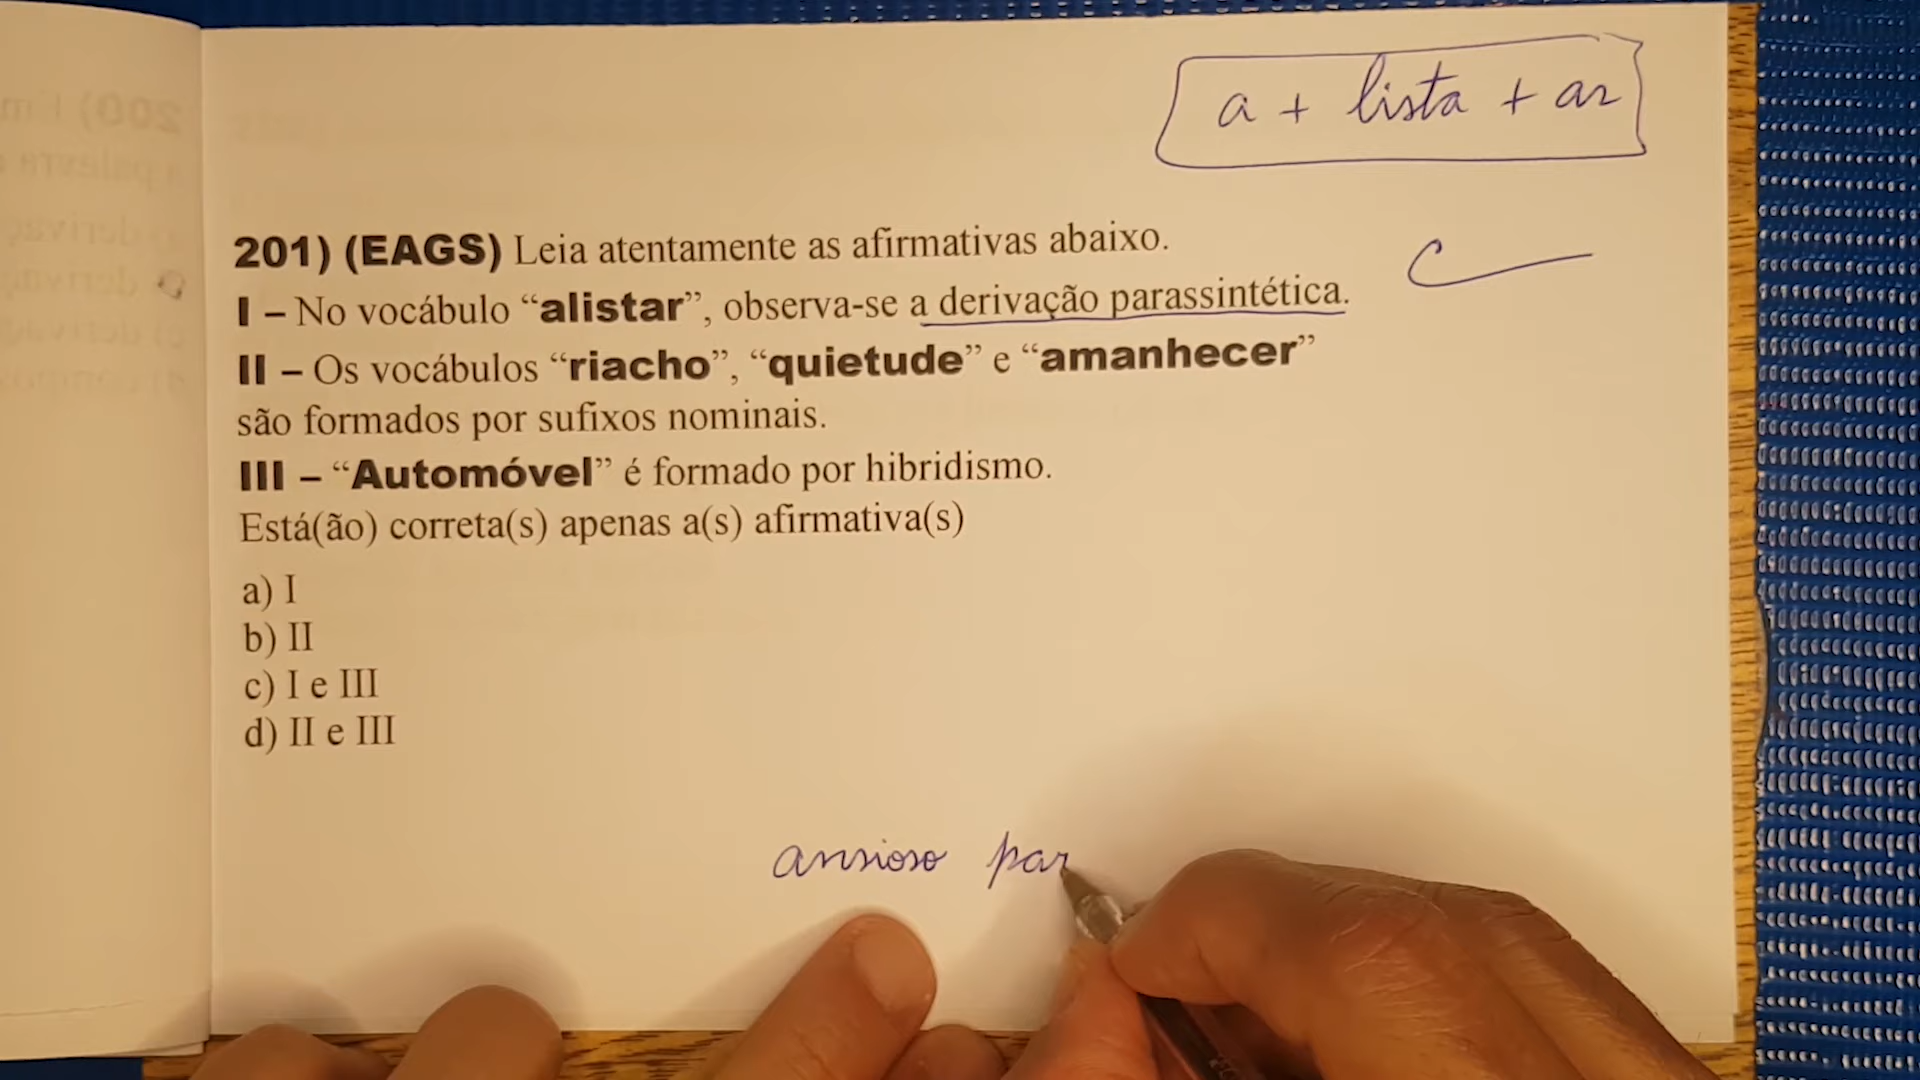 a + lista + ar
201) (EAGS) Leia atentamente as afirmativas abaixo.
I – No vocábulo “alistar”, observa-se a derivação parassintética.
II – Os vocábulos “riacho”, “quietude” e “amanhecer”
são formados por sufixos nominais.
III – “Automóvel” é formado por hibridismo.
Está(ão) correta(s) apenas a(s) afirmativa(s)
a) I
b) II
c) I e III
d) II e III
ansioso par